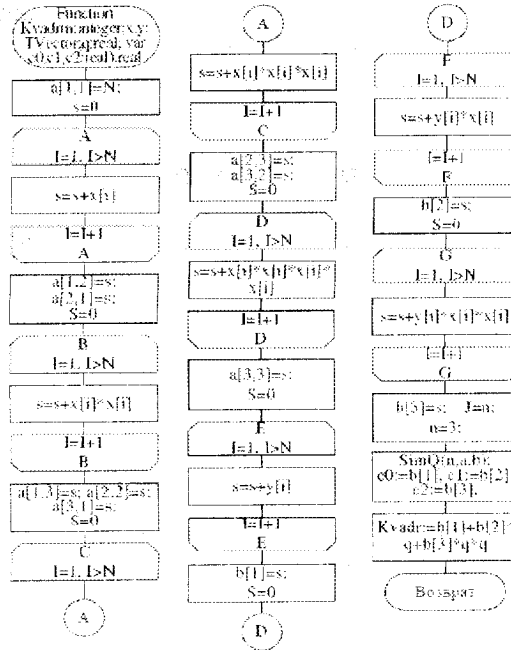 Function
Kvadr(n:integer;x,y:
TVector;q:real, var
c0,c1,c2:real):real
a[1,1]=N;
s=0
A
I=1, I>N
s=s+x[i]
I=I+1
A
a[1,2]=s;
a[2,1]=s;
S=0
B
I=1, I>N
s=s+x[i]*x[i]
I=I+1
B
a[1,3]=s; a[2,2]=s;
a[3,1]=s;
S=0
C
I=1, I>N
A
A
s=s+x[i]*x[i]*x[i]
I=I+1
C
a[2,3]=s;
a[3,2]=s;
S=0
D
I=1, I>N
s=s+x[i]*x[i]*x[i]*
x[i]
I=I+1
D
a[3,3]=s;
S=0
E
I=1, I>N
s=s+y[i]
I=I+1
E
b[1]=s;
S=0
D
D
F
I=1, I>N
s=s+y[i]*x[i]
I=I+1
F
b[2]=s;
S=0
G
I=1, I>N
s=s+y[i]*x[i]*x[i]
I=I+1
G
b[3]=s; J=n;
n=3;
SimQ(n,a,b);
c0:=b[1], c1:=b[2]
c2:=b[3],
Kvadr:=b[1]+b[2]*
q+b[3]*q*q
Возврат